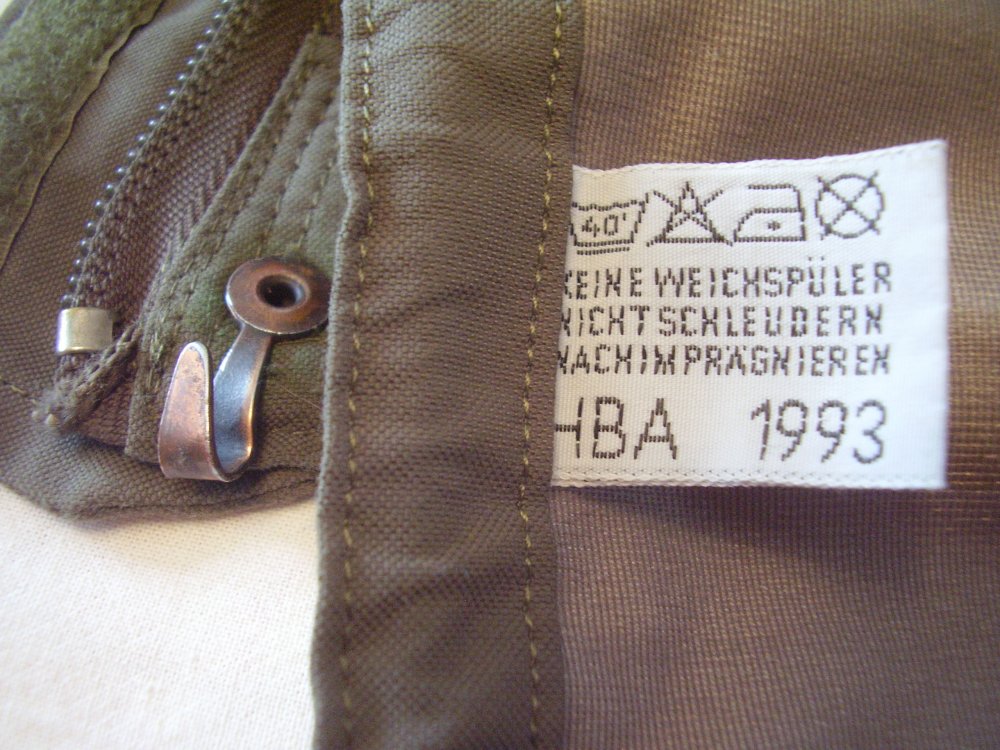 40°
KEINE WEICHSPÜLER
NICHT SCHLEUDERN
NACHIMPRÄGNIEREN
HBA 1993